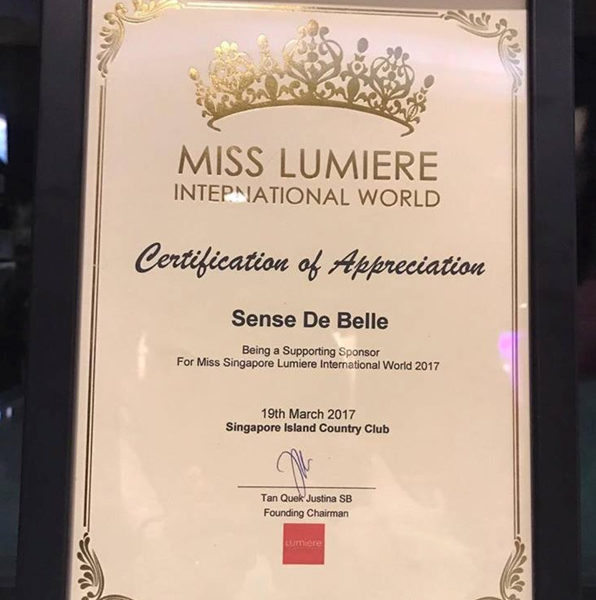 MISS LUMIERE
INTERNATIONAL WORLD
Certification of Appreciation
Sense De Belle
Being a Supporting Sponsor
For Miss Singapore Lumiere International World 2017
19th March 2017
Singapore Island Country Club
Tan Quek Justina SB
Founding Chairman
Lumiere